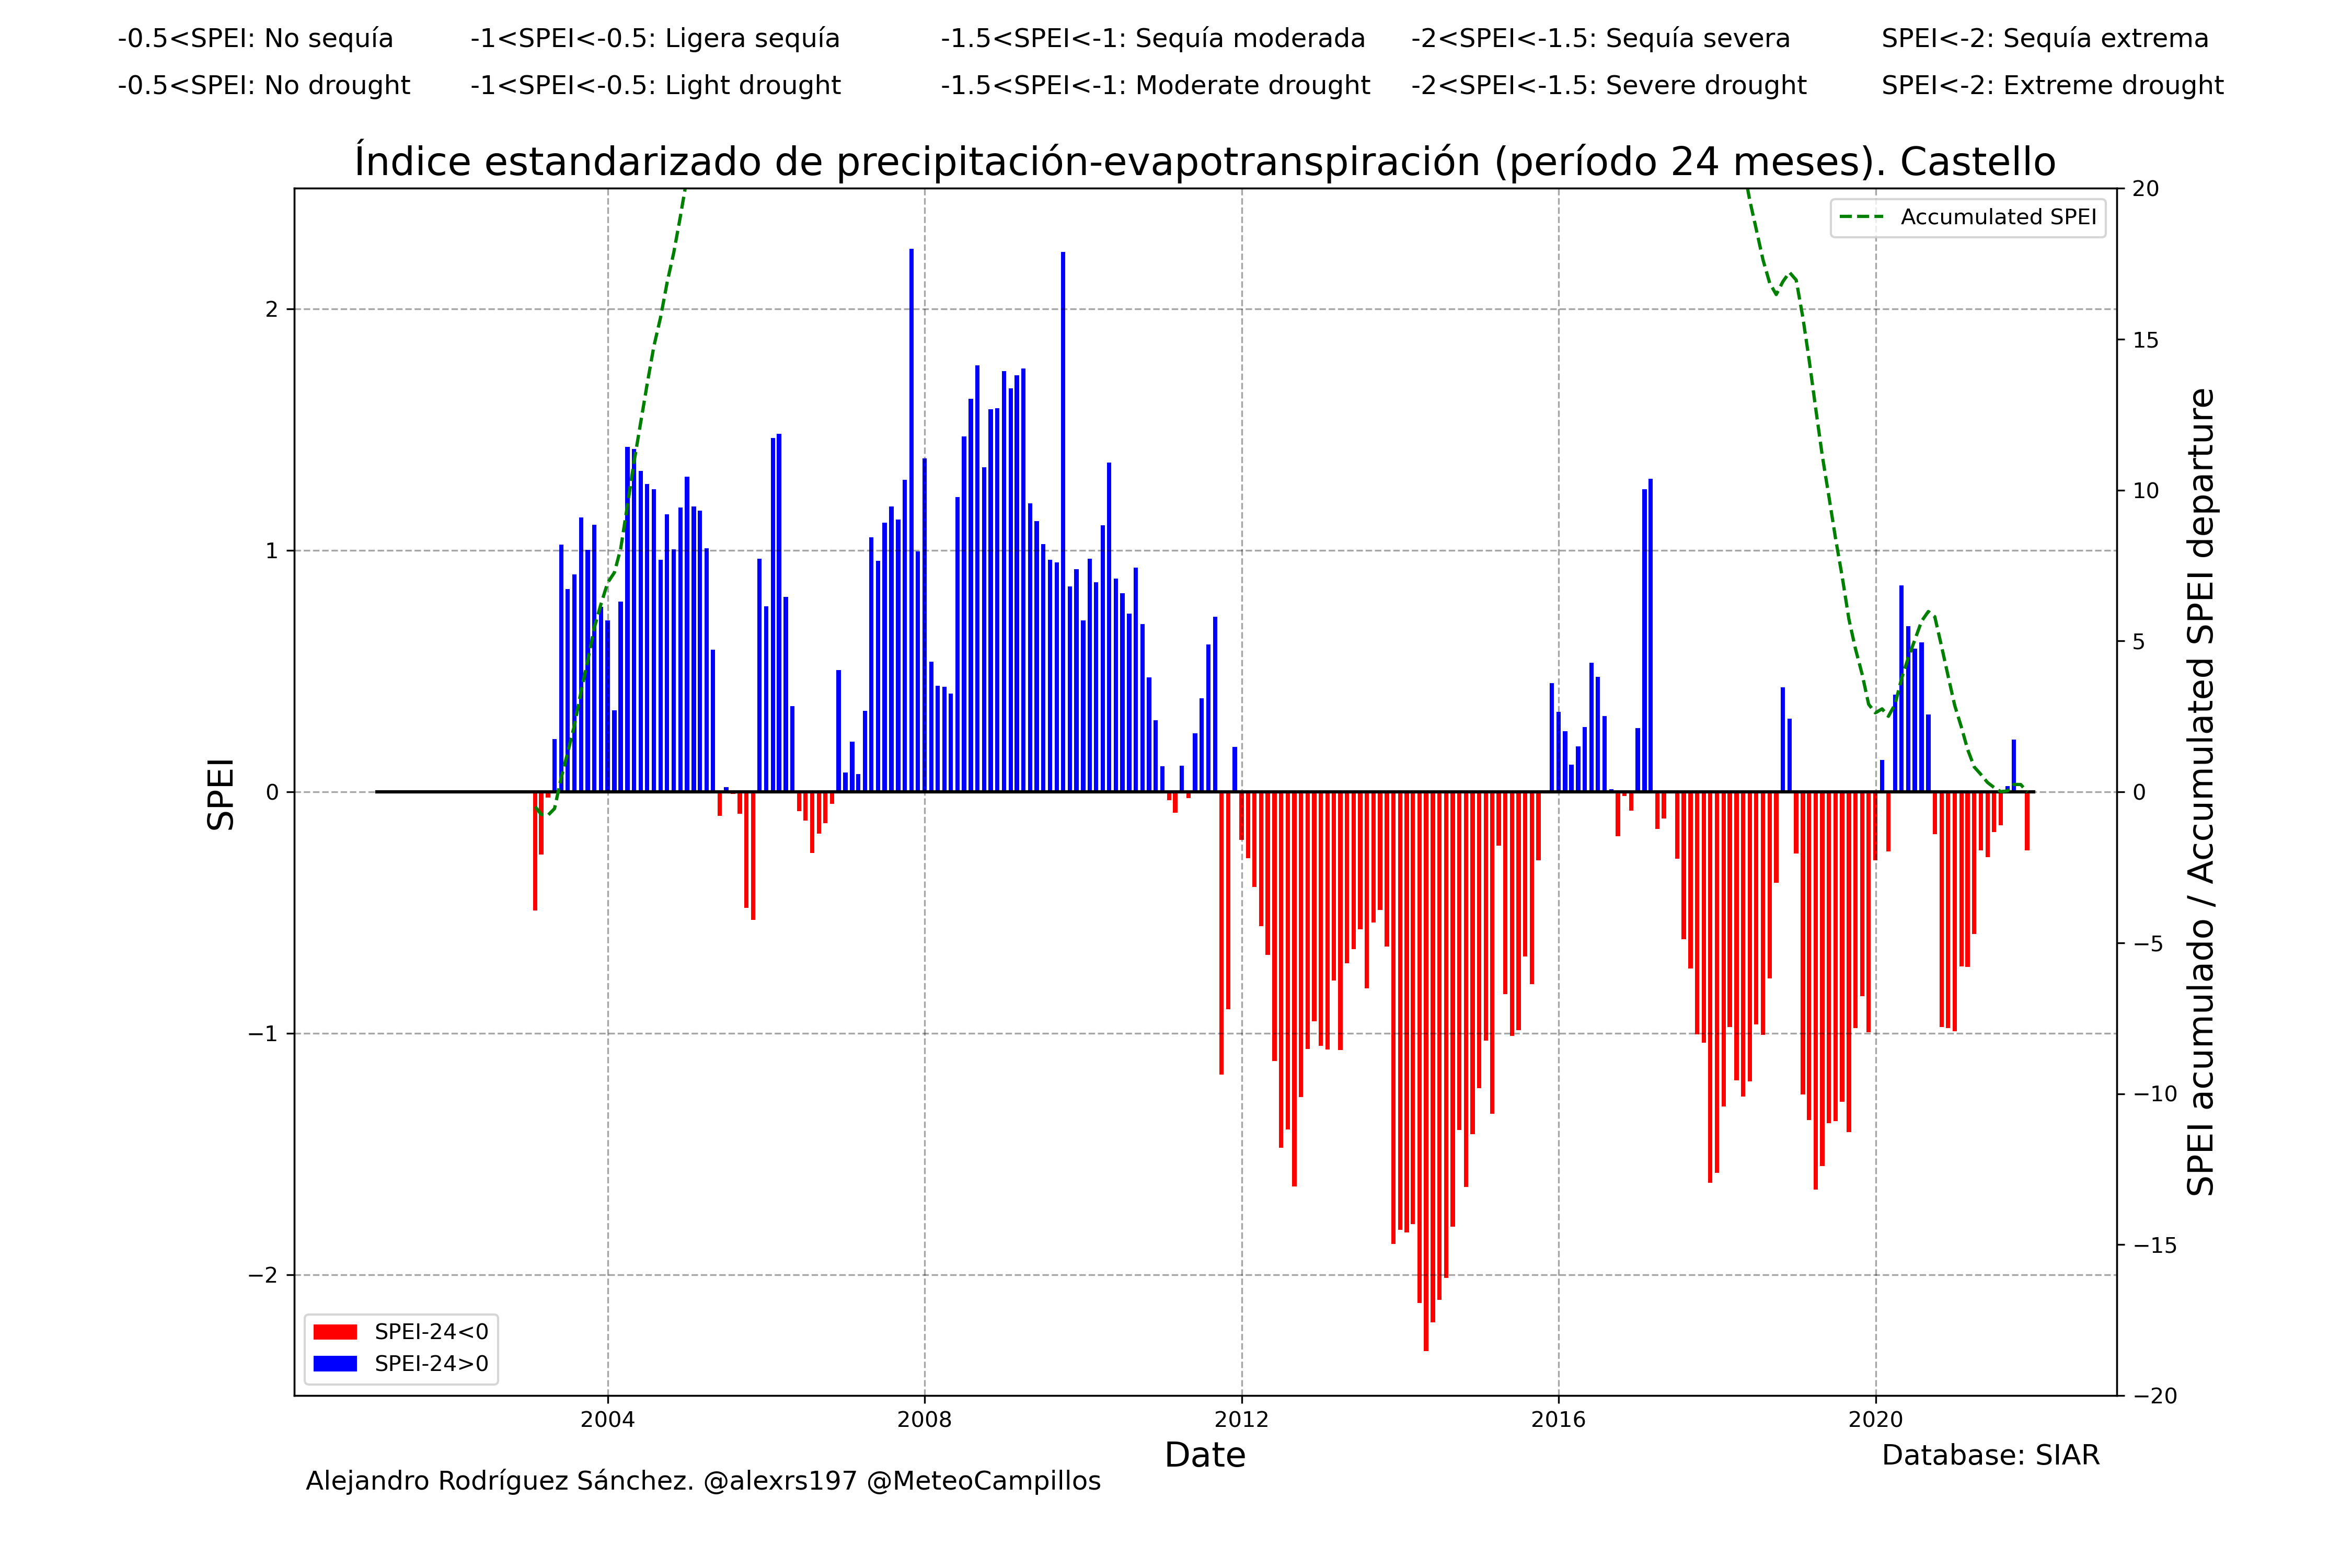 -0.5<SPEI: No sequía -1<SPEI<-0.5: Ligera sequía -1.5<SPEI<-1: Sequía moderada -2<SPEI<-1.5: Sequía severa SPEI<-2: Sequía extrema
-0.5<SPEI: No drought -1<SPEI<-0.5: Light drought -1.5<SPEI<-1: Moderate drought -2<SPEI<-1.5: Severe drought SPEI<-2: Extreme drought
Índice estandarizado de precipitación-evapotranspiración (período 24 meses). Castello
Accumulated SPEI
SPEI
2
1
0
−1
−2
20
15
10
5
0
−5
−10
−15
−20
SPEI acumulado / Accumulated SPEI departure
SPEI-24<0
SPEI-24>0
2004 2008 2012 2016 2020
Date
Database: SIAR
Alejandro Rodríguez Sánchez. @alexrs197 @MeteoCampillos